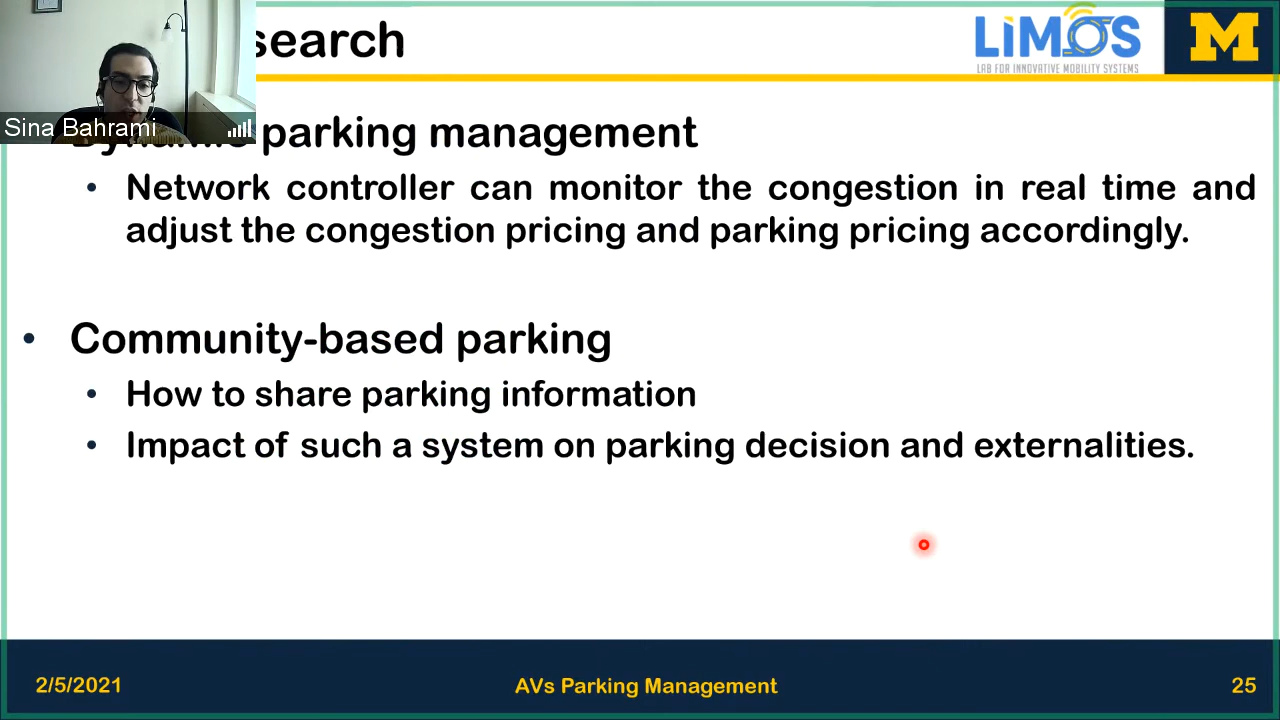 search
LiMOS
LAB FOR INNOVATIVE MOBILITY SYSTEMS
M
Sina Bahrami
Dynamic parking management
• Network controller can monitor the congestion in real time and
adjust the congestion pricing and parking pricing accordingly.
• Community-based parking
• How to share parking information
• Impact of such a system on parking decision and externalities.
2/5/2021
AVs Parking Management
25